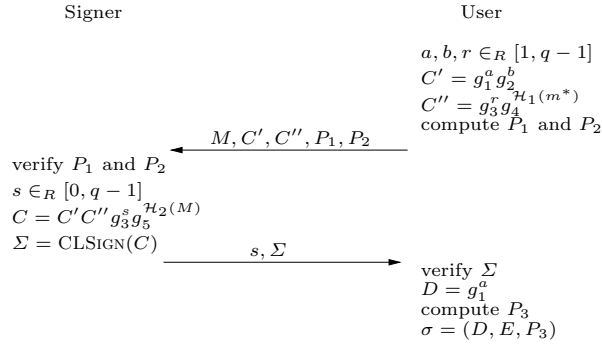 Signer User
a, b, r ∈_R [1, q − 1]
C′ = g_1^a g_2^b
C″ = g_3^r g_4^{ℋ_1(m*)}
compute P_1 and P_2
M, C′, C″, P_1, P_2
verify P_1 and P_2
s ∈_R [0, q − 1]
C = C′C″g_3^s g_5^{ℋ_2(M)}
Σ = CLSign(C)
s, Σ
verify Σ
D = g_1^a
compute P_3
σ = (D, E, P_3)